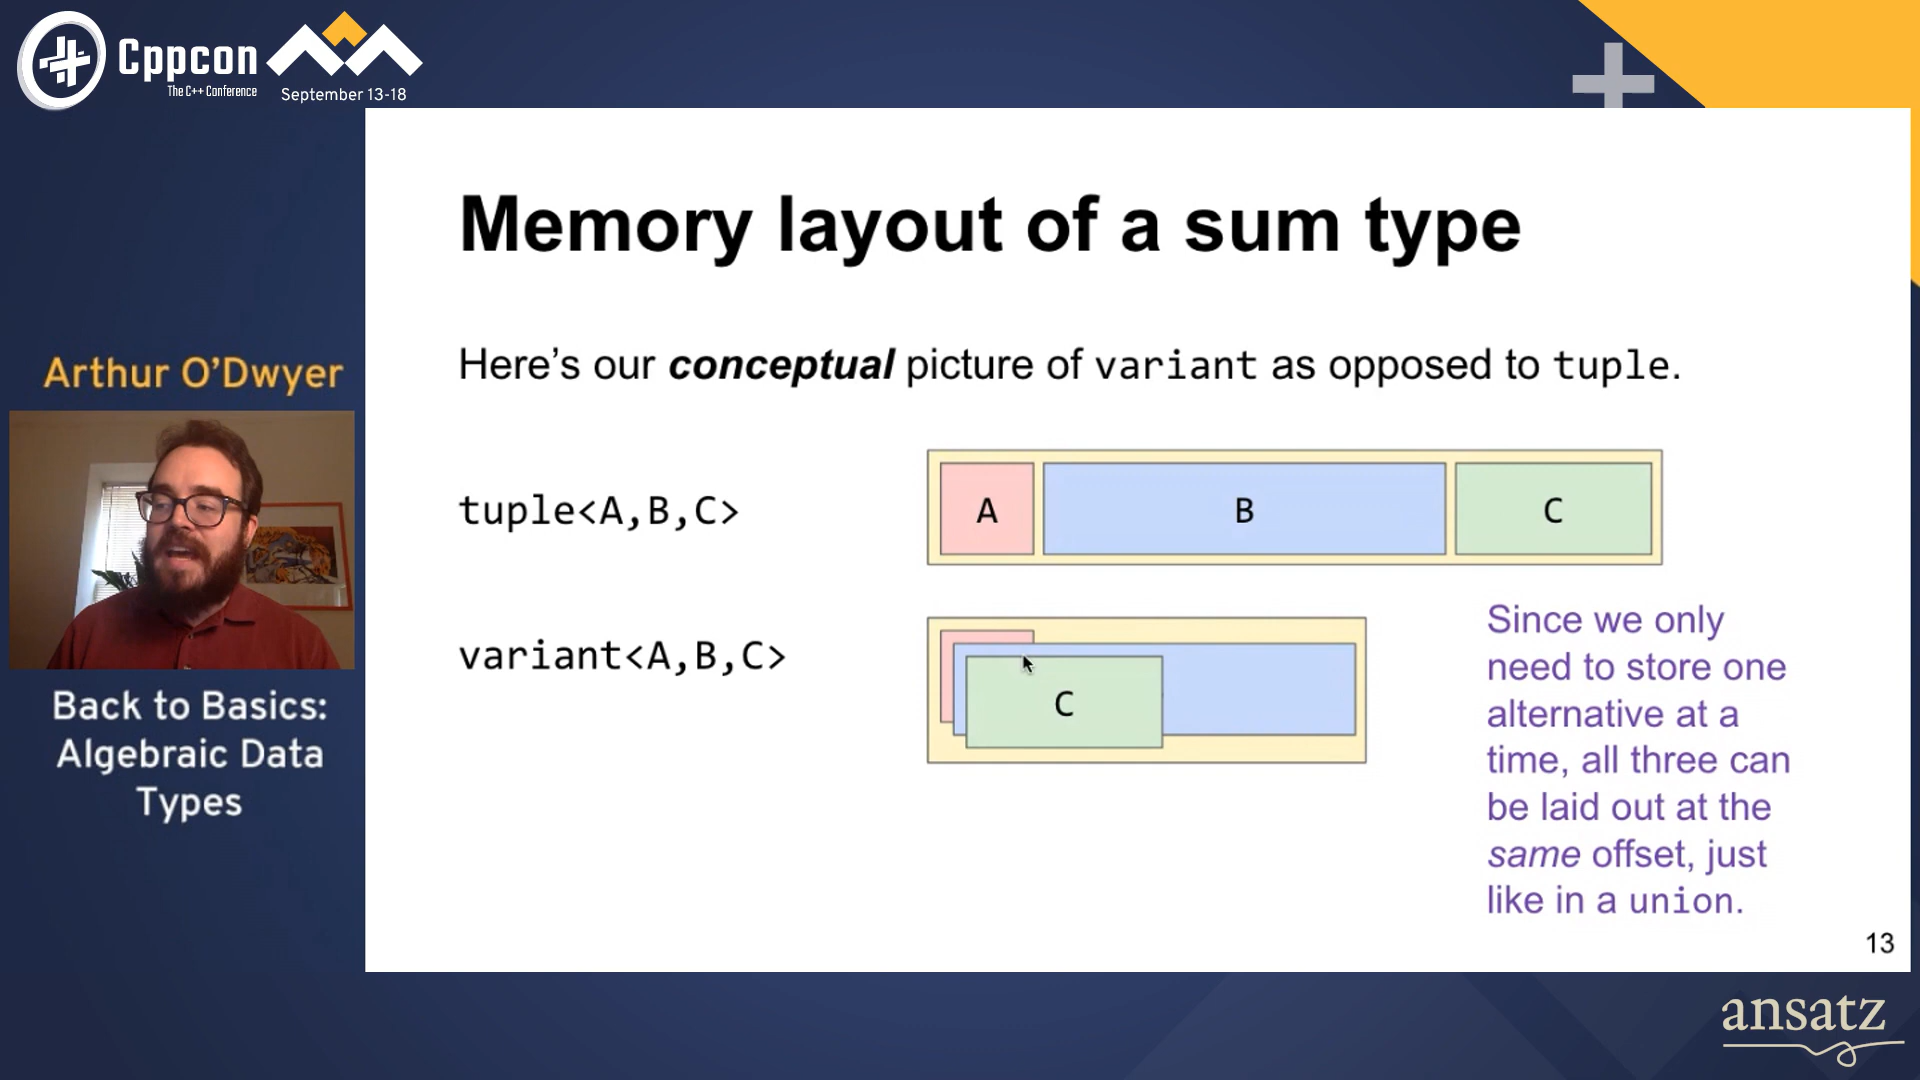 Cppcon
The C++ Conference
September 13-18
Arthur O'Dwyer
Back to Basics:
Algebraic Data
Types
Memory layout of a sum type
Here's our conceptual picture of variant as opposed to tuple.
tuple<A,B,C>
A
B
C
variant<A,B,C>
C
Since we only
need to store one
alternative at a
time, all three can
be laid out at the
same offset, just
like in a union.
13
ansatz